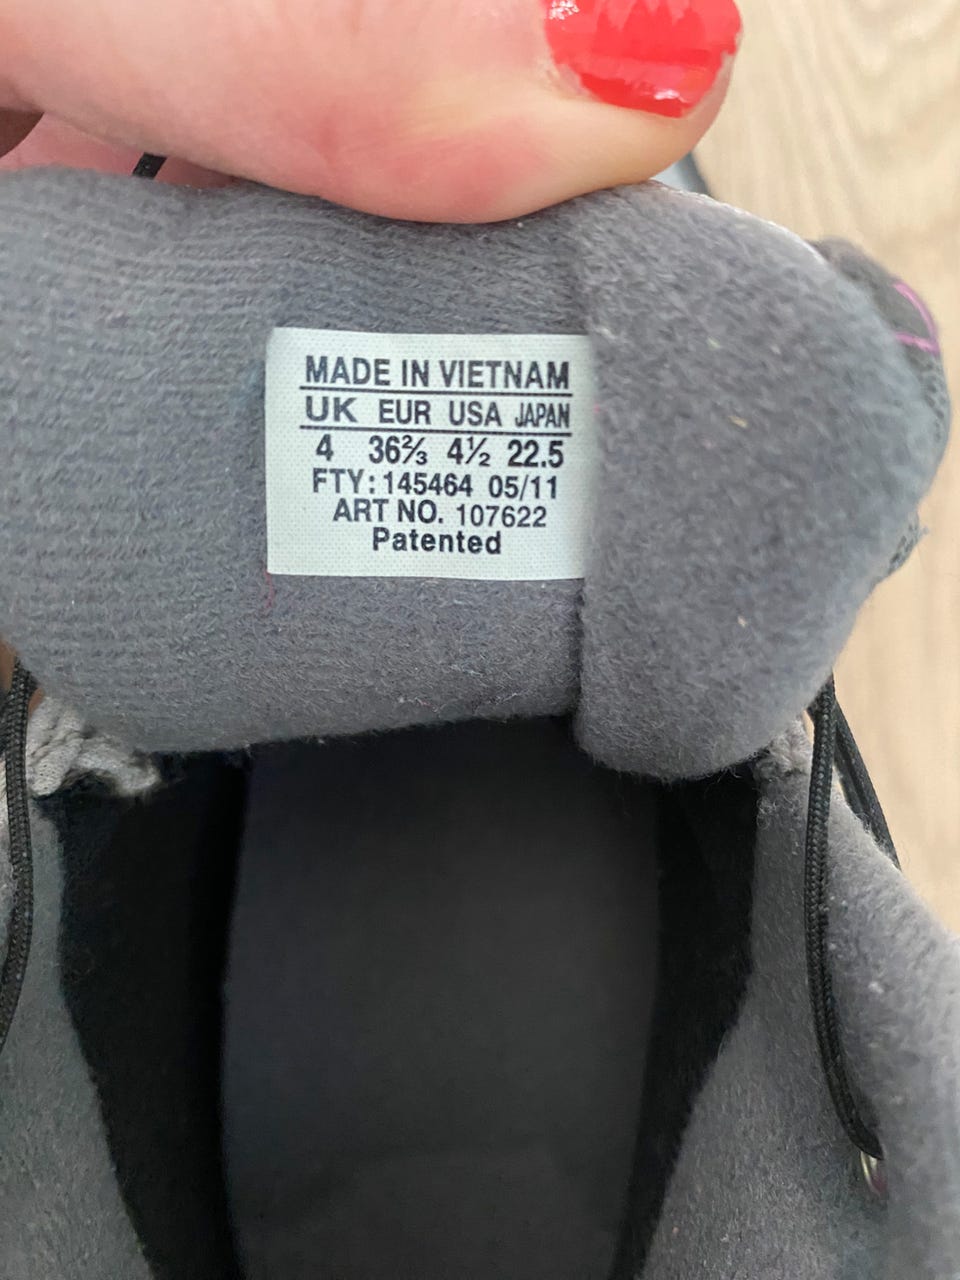 MADE IN VIETNAM
UK EUR USA JAPAN
4 36⅔ 4½ 22.5
FTY: 145464 05/11
ART NO. 107622
Patented